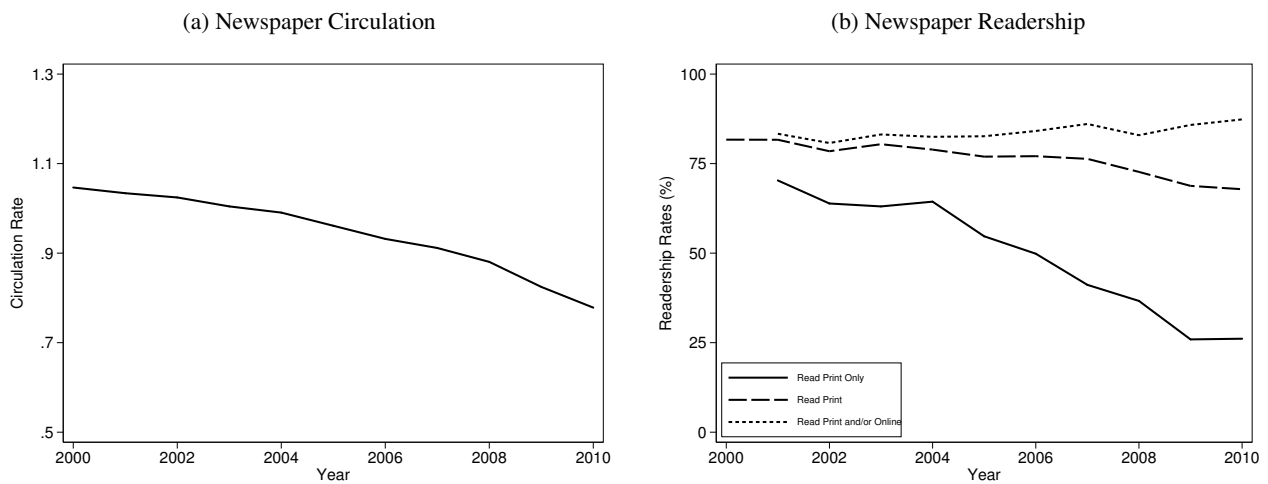 (a) Newspaper Circulation
1.3
1.1
.9
.7
.5
Circulation Rate
2000 2002 2004 2006 2008 2010
Year
(b) Newspaper Readership
100
75
50
25
0
Readership Rates (%)
Read Print Only
Read Print
Read Print and/or Online
2000 2002 2004 2006 2008 2010
Year